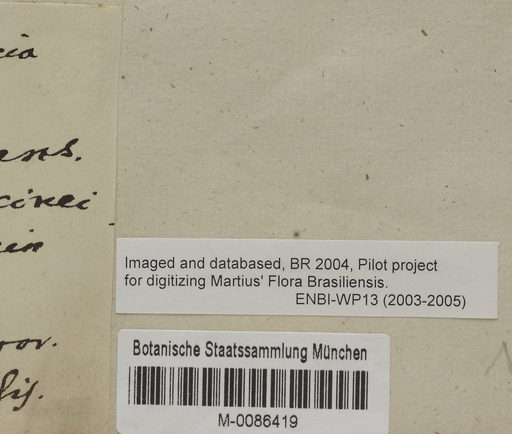 Imaged and databased, BR 2004, Pilot project
for digitizing Martius' Flora Brasiliensis.
ENBI-WP13 (2003-2005)
Botanische Staatssammlung München
M-0086419